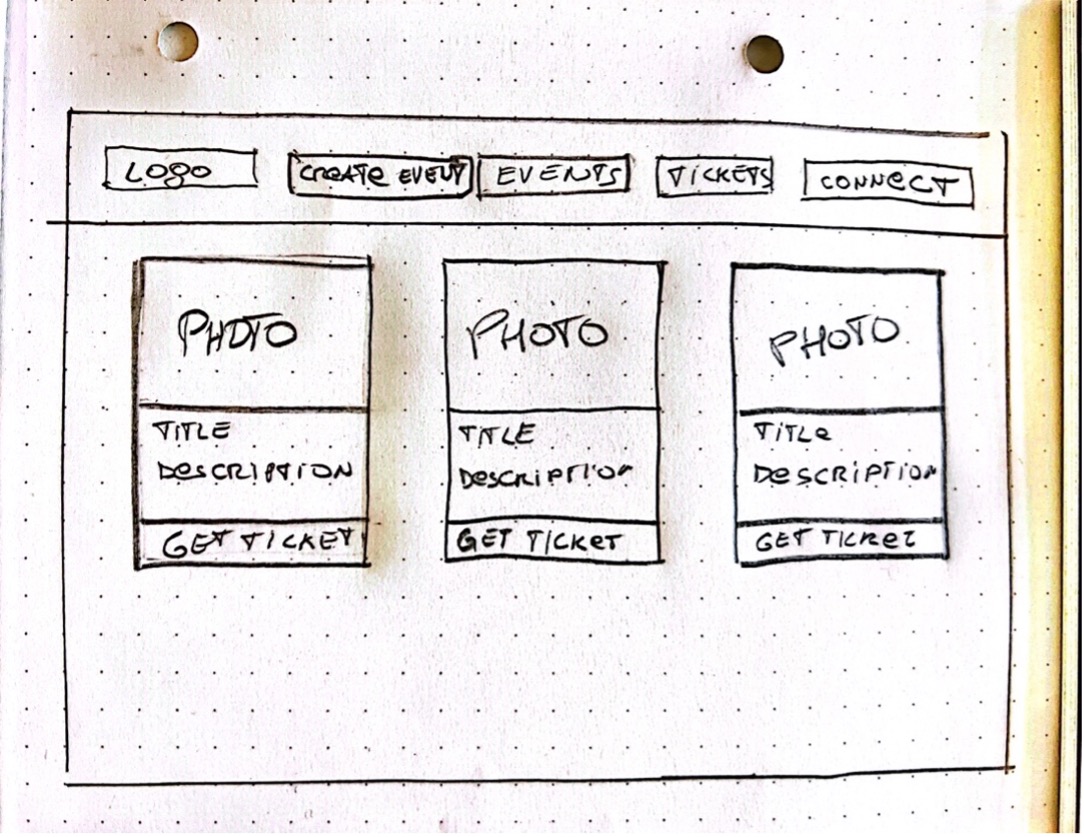 LOGO
CREATE EVENT
EVENTS
TICKETS
CONNECT
PHOTO
PHOTO
PHOTO
TITLE
DESCRIPTION
TITLE
DESCRIPTION
TITLE
DESCRIPTION
GET TICKET
GET TICKET
GET TICKET